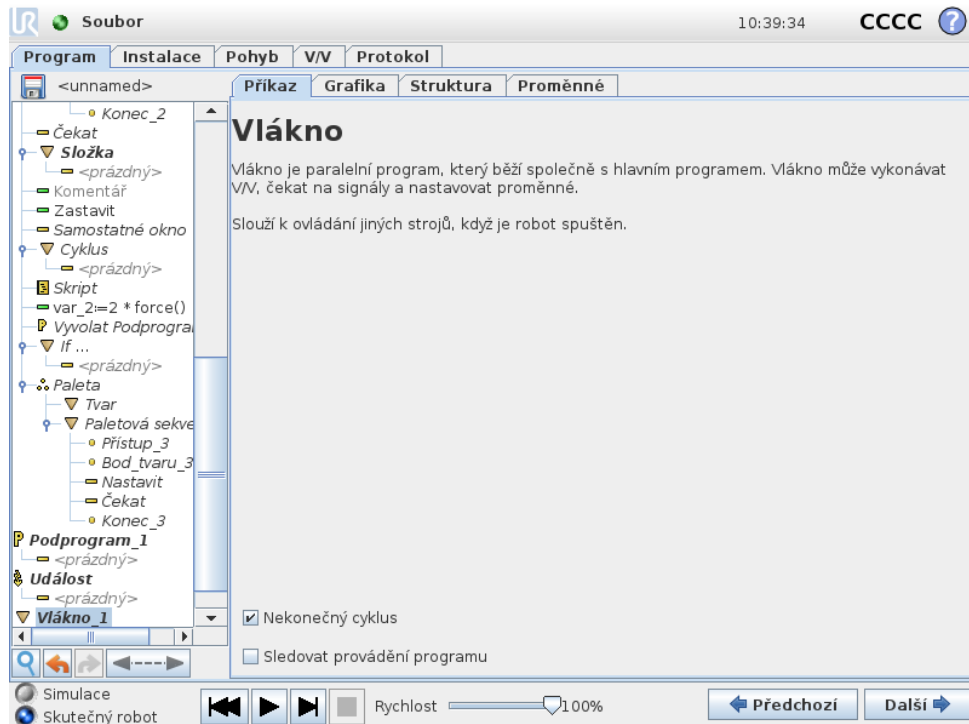 Soubor
10:39:34
CCCC
?
Program Instalace Pohyb V/V Protokol
<unnamed>
Příkaz Grafika Struktura Proměnné
Konec_2
Čekat
Složka
<prázdný>
Komentář
Zastavit
Samostatné okno
Cyklus
<prázdný>
Skript
var_2:=2 * force()
Vyvolat Podprogra
If ...
<prázdný>
Paleta
Tvar
Paletová sekve
Přístup_3
Bod_tvaru_3
Nastavit
Čekat
Konec_3
P Podprogram_1
<prázdný>
Událost
<prázdný>
Vlákno_1
Vlákno
Vlákno je paralelní program, který běží společně s hlavním programem. Vlákno může vykonávat
V/V, čekat na signály a nastavovat proměnné.
Slouží k ovládání jiných strojů, když je robot spuštěn.
Nekonečný cyklus
Sledovat provádění programu
Simulace
Skutečný robot
Rychlost 100%
Předchozí
Další